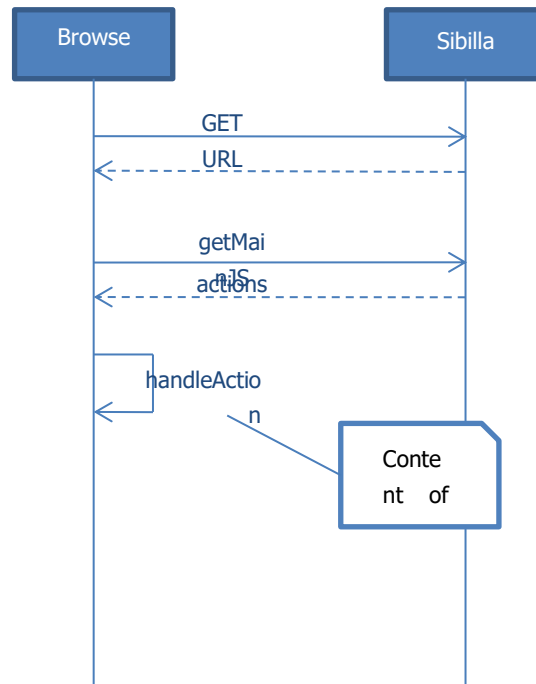 Browse
Sibilla
GET
URL
getMai
nJS
actions
handleActio
n
Conte
nt of